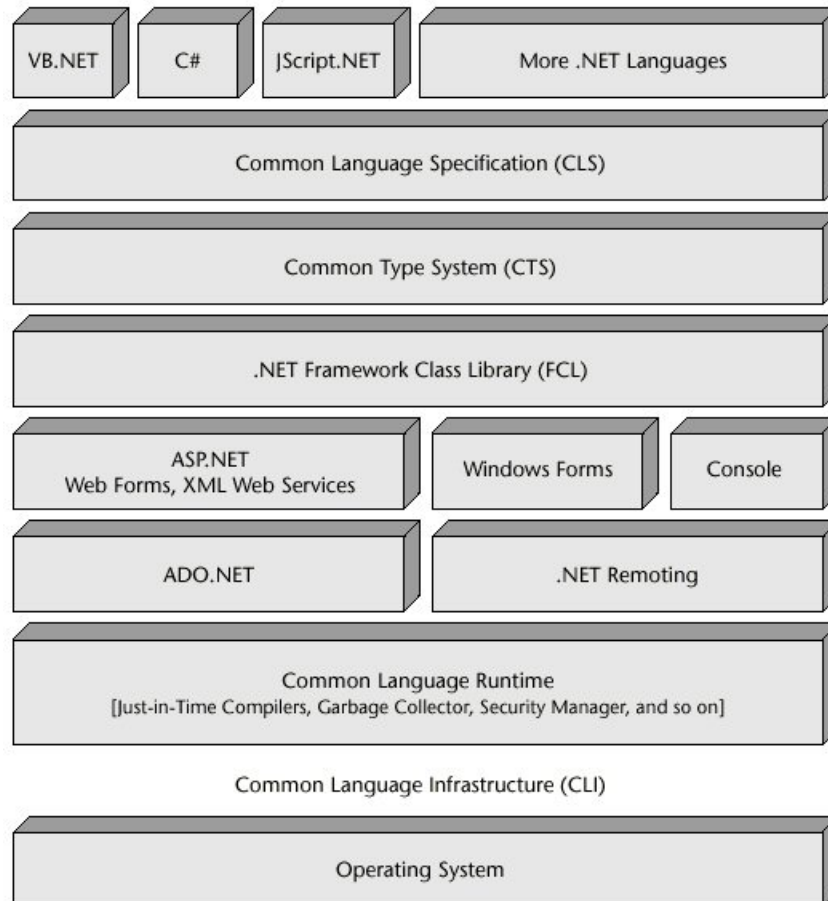 VB.NET
C#
JScript.NET
More .NET Languages
Common Language Specification (CLS)
Common Type System (CTS)
.NET Framework Class Library (FCL)
ASP.NET
Web Forms, XML Web Services
Windows Forms
Console
ADO.NET
.NET Remoting
Common Language Runtime
[Just-in-Time Compilers, Garbage Collector, Security Manager, and so on]
Common Language Infrastructure (CLI)
Operating System